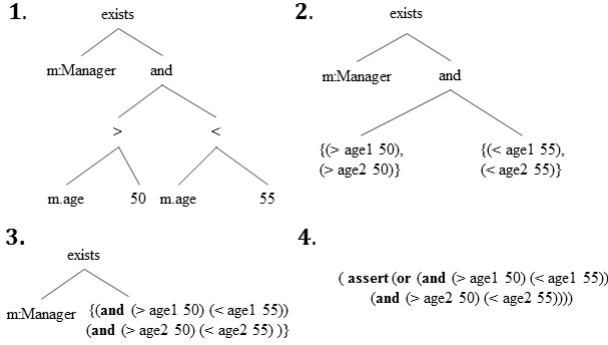 1.
exists
m:Manager and
> <
m.age 50 m.age 55
2.
exists
m:Manager and
{(> age1 50), {(< age1 55),
(> age2 50)} (< age2 55)}
3.
exists
m:Manager {(and (> age1 50) (< age1 55))
(and (> age2 50) (< age2 55) )}
4.
( assert (or (and (> age1 50) (< age1 55))
(and (> age2 50) (< age2 55))))